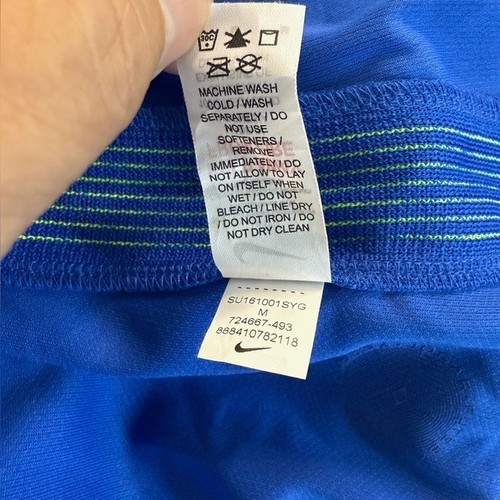 30C
MACHINE WASH
COLD / WASH
SEPARATELY / DO
NOT USE
SOFTENERS /
REMOVE
IMMEDIATELY / DO
NOT ALLOW TO LAY
ON ITSELF WHEN
WET / DO NOT
BLEACH / LINE DRY
/ DO NOT IRON / DO
NOT DRY CLEAN
SU161001SYG
M
724667-493
888410782118